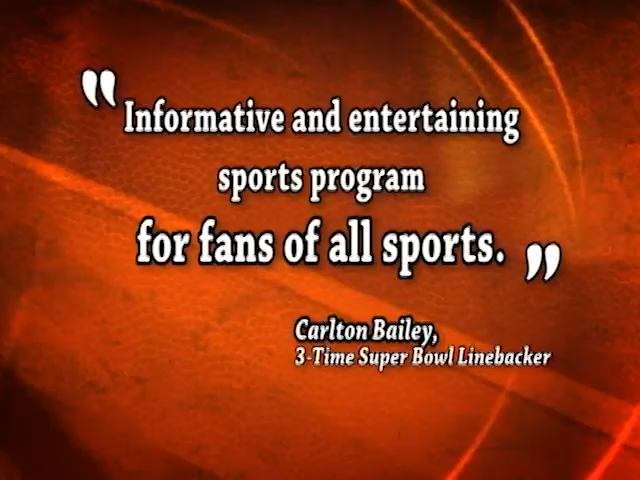 "Informative and entertaining
sports program
for fans of all sports."
Carlton Bailey,
3-Time Super Bowl Linebacker